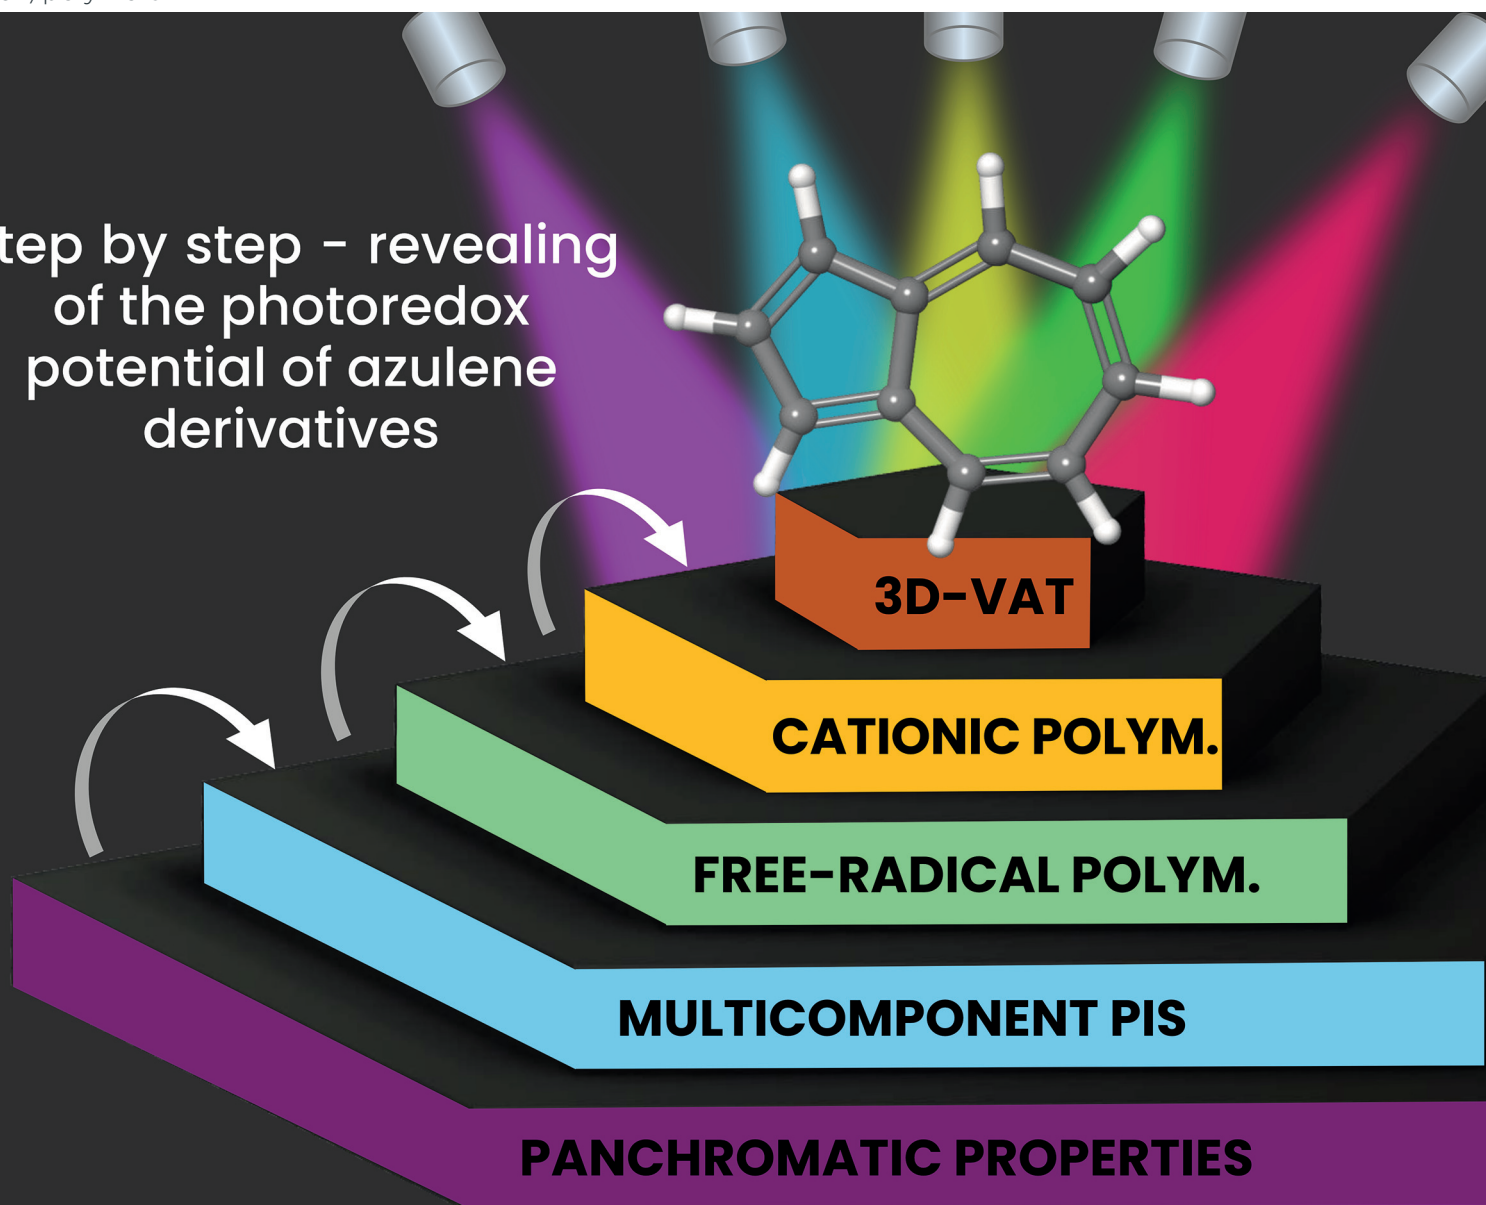 tep by step - revealing
of the photoredox
potential of azulene
derivatives
3D-VAT
CATIONIC POLYM.
FREE-RADICAL POLYM.
MULTICOMPONENT PIS
PANCHROMATIC PROPERTIES